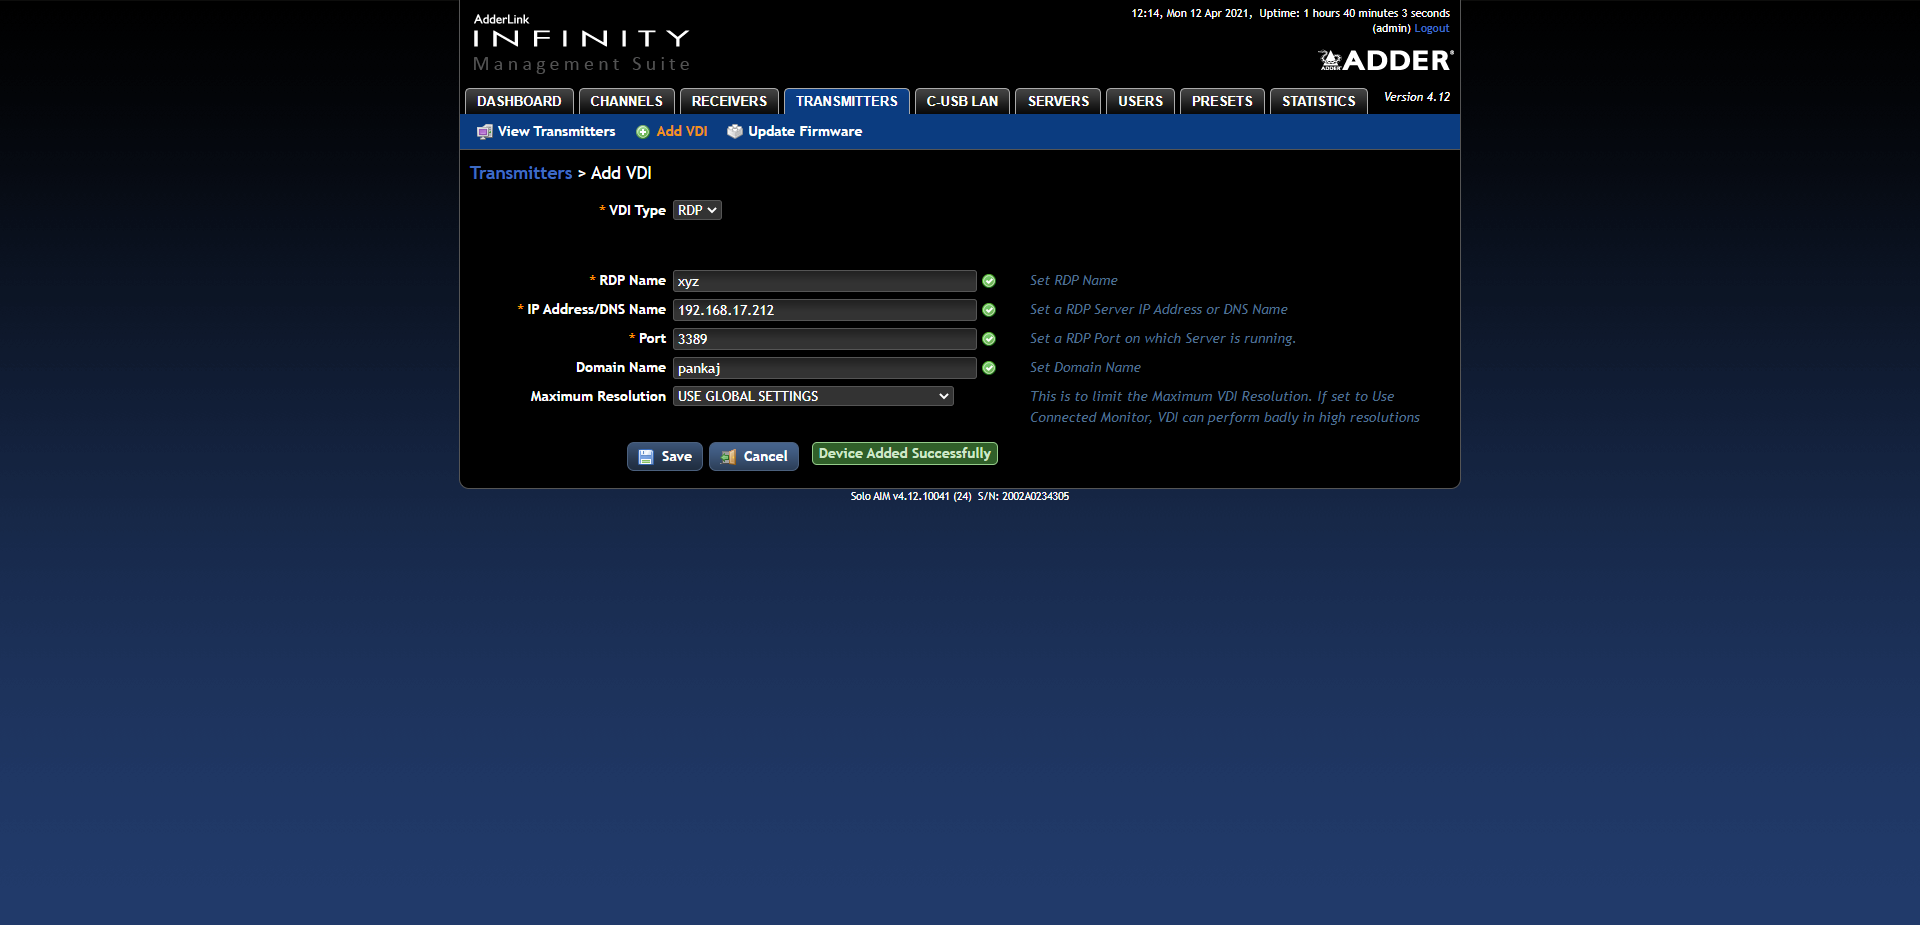 AdderLink
INFINITY
Management Suite
12:14, Mon 12 Apr 2021, Uptime: 1 hours 40 minutes 3 seconds
(admin) Logout
ADDER
ADDER®
DASHBOARD CHANNELS RECEIVERS TRANSMITTERS C-USB LAN SERVERS USERS PRESETS STATISTICS Version 4.12
View Transmitters Add VDI Update Firmware
Transmitters > Add VDI
* VDI Type RDP
* RDP Name xyz Set RDP Name
* IP Address/DNS Name 192.168.17.212 Set a RDP Server IP Address or DNS Name
* Port 3389 Set a RDP Port on which Server is running.
Domain Name pankaj Set Domain Name
Maximum Resolution USE GLOBAL SETTINGS This is to limit the Maximum VDI Resolution. If set to Use
Connected Monitor, VDI can perform badly in high resolutions
Save Cancel Device Added Successfully
Solo AIM v4.12.10041 (24) S/N: 2002A0234305